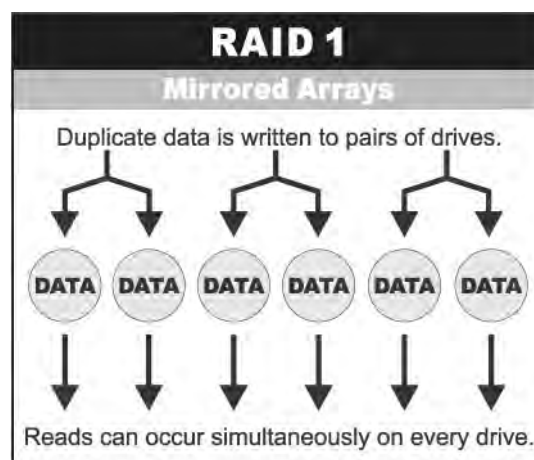 RAID 1
Mirrored Arrays
Duplicate data is written to pairs of drives.
DATA DATA DATA DATA DATA DATA
Reads can occur simultaneously on every drive.